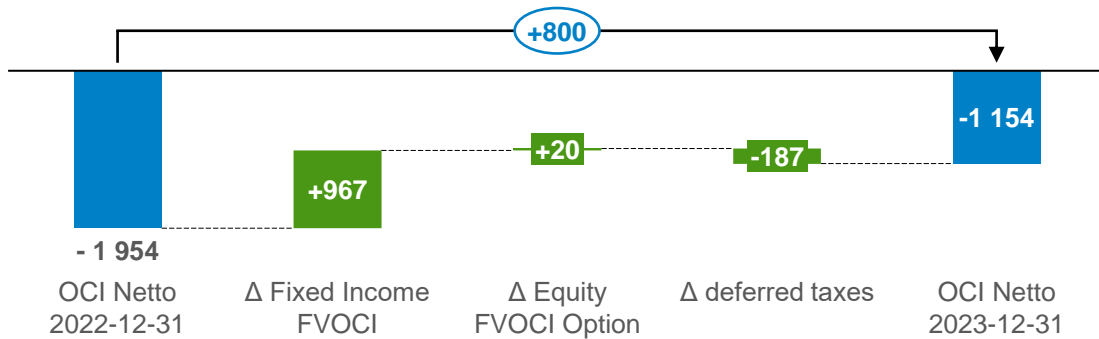 +800
-1 154
+20
-187
+967
- 1 954
OCI Netto
2022-12-31
Δ Fixed Income
FVOCI
Δ Equity
FVOCI Option
Δ deferred taxes
OCI Netto
2023-12-31